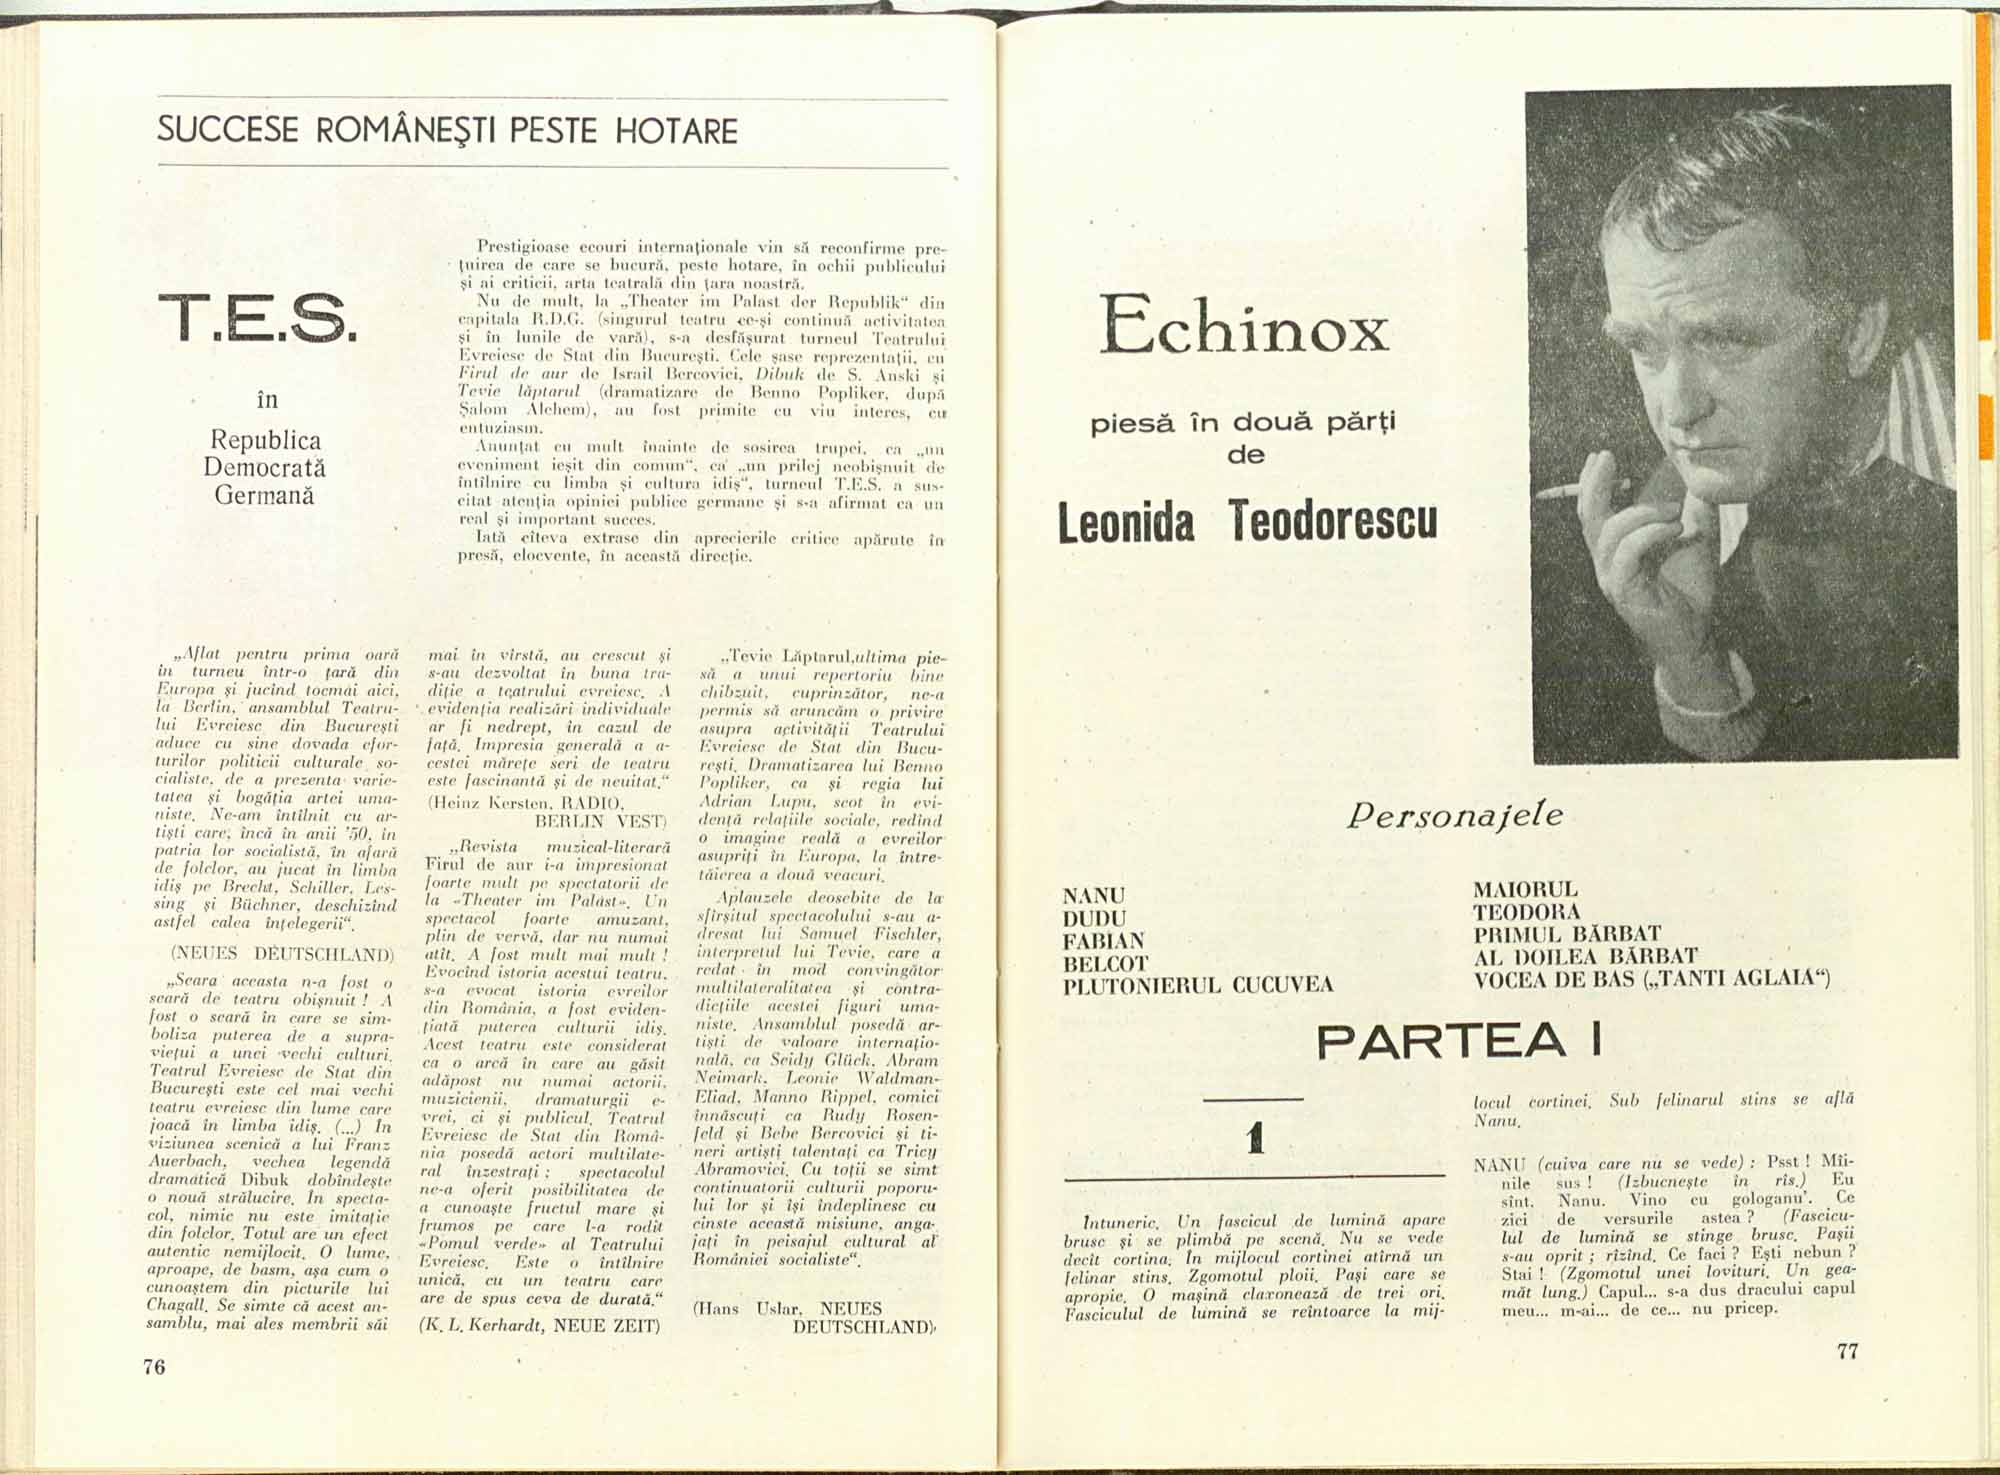 SUCCESE ROMÂNEŞTI PESTE HOTARE
T.E.S.
în
Republica
Democrată
Germană
Prestigioase ecouri internaţionale vin să reconfirme pre-
ţuirea de care se bucură, peste hotare, în ochii publicului
şi ai criticii, arta teatrală din ţara noastră.
Nu de mult, la „Theater im Palast der Republik“ din
capitala R.D.G. (singurul teatru ce-şi continuă activitatea
şi în lunile de vară), s-a desfăşurat turneul Teatrului
Evreiesc de Stat din Bucureşti. Cele şase reprezentaţii, cu
Firul de aur de Israil Bercovici, Dibuk de S. Anski şi
Tevie lăptarul (dramatizare de Benno Popliker, după
Şalom Alehem), au fost primite cu viu interes, cu
entuziasm.
Anunţat cu mult înainte de sosirea trupei, ca „un
eveniment ieşit din comun“, ca „un prilej neobişnuit de
întîlnire cu limba şi cultura idiş“, turneul T.E.S. a sus-
citat atenţia opiniei publice germane şi s-a afirmat ca un
real şi important succes.
Iată cîteva extrase din aprecierile critice apărute în
presă, elocvente, în această direcţie.
„Aflat pentru prima oară
în turneu într-o ţară din
Europa şi jucînd tocmai aici,
la Berlin, ansamblul Teatru-
lui Evreiesc din Bucureşti
aduce cu sine dovada efor-
turilor politicii culturale so-
cialiste, de a prezenta varie-
tatea şi bogăţia artei uma-
niste. Ne-am întîlnit cu ar-
tişti care, încă în anii '50, în
patria lor socialistă, în afară
de folclor, au jucat în limba
idiş pe Brecht, Schiller, Les-
sing şi Büchner, deschizînd
astfel calea înţelegerii“.
(NEUES DEUTSCHLAND)
„Seara aceasta n-a fost o
seară de teatru obişnuit ! A
fost o seară în care se sim-
boliza puterea de a supra-
vieţui a unei vechi culturi.
Teatrul Evreiesc de Stat din
Bucureşti este cel mai vechi
teatru evreiesc din lume care
joacă în limba idiş. (...) In
viziunea scenică a lui Franz
Auerbach, vechea legendă
dramatică Dibuk dobîndeşte
o nouă strălucire. In specta-
col, nimic nu este imitaţie
din folclor. Totul are un efect
autentic nemijlocit. O lume,
aproape, de basm, aşa cum o
cunoaştem din picturile lui
Chagall. Se simte că acest an-
samblu, mai ales membrii săi
mai în vîrstă, au crescut şi
s-au dezvoltat în buna tra-
diţie a teatrului evreiesc. A
evidenţia realizări individuale
ar fi nedrept, în cazul de
faţă. Impresia generală a a-
cestei măreţe seri de teatru
este fascinantă şi de neuitat.“
(Heinz Kersten, RADIO,
BERLIN VEST)
„Revista muzical-literară
Firul de aur i-a impresionat
foarte mult pe spectatorii de
la «Theater im Palast». Un
spectacol foarte amuzant,
plin de vervă, dar nu numai
atît. A fost mult mai mult !
Evocînd istoria acestui teatru,
s-a evocat istoria evreilor
din România, a fost eviden-
ţiată puterea culturii idiş.
Acest teatru este considerat
ca o arcă în care au găsit
adăpost nu numai actorii,
muzicienii, dramaturgii e-
vrei, ci şi publicul. Teatrul
Evreiesc de Stat din Româ-
nia posedă actori multilate-
ral înzestraţi ; spectacolul
ne-a oferit posibilitatea de
a cunoaşte fructul mare şi
frumos pe care l-a rodit
«Pomul verde» al Teatrului
Evreiesc. Este o întîlnire
unică, cu un teatru care
are de spus ceva de durată.“
(K. L. Kerhardt, NEUE ZEIT)
„Tevie Lăptarul,ultima pie-
să a unui repertoriu bine
chibzuit, cuprinzător, ne-a
permis să aruncăm o privire
asupra activităţii Teatrului
Evreiesc de Stat din Bucu-
reşti. Dramatizarea lui Benno
Popliker, ca şi regia lui
Adrian Lupu, scot în evi-
denţă relaţiile sociale, redînd
o imagine reală a evreilor
asupriţi în Europa, la între-
tăierea a două veacuri.
Aplauzele deosebite de la
sfîrşitul spectacolului s-au a-
dresat lui Samuel Fischler,
interpretul lui Tevie, care a
redat în mod convingător
multilateralitatea şi contra-
dicţiile acestei figuri uma-
niste. Ansamblul posedă ar-
tişti de valoare internaţio-
nală, ca Seidy Glück, Abram
Neimark, Leonie Waldman-
Eliad, Manno Rippel, comici
înnăscuţi ca Rudy Rosen-
feld şi Bebe Bercovici şi ti-
neri artişti talentaţi ca Tricy
Abramovici. Cu toţii se simt
continuatorii culturii poporu-
lui lor şi îşi îndeplinesc cu
cinste această misiune, anga-
jaţi în peisajul cultural al
României socialiste“.
(Hans Uslar, NEUES
DEUTSCHLAND)
76
Echinox
piesă în două părţi
de
Leonida Teodorescu
Personajele
NANU
DUDU
FABIAN
BELCOT
PLUTONIERUL CUCUVEA
MAIORUL
TEODORA
PRIMUL BĂRBAT
AL DOILEA BĂRBAT
VOCEA DE BAS („TANTI AGLAIA“)
PARTEA I
1
Intuneric. Un fascicul de lumină apare
brusc şi se plimbă pe scenă. Nu se vede
decît cortina. In mijlocul cortinei atîrnă un
felinar stins. Zgomotul ploii. Paşi care se
apropie. O maşină claxonează de trei ori.
Fasciculul de lumină se reîntoarce la mij-
locul cortinei. Sub felinarul stins se află
Nanu.
NANU (cuiva care nu se vede) : Psst ! Mîi-
nile sus ! (Izbucneşte în rîs.) Eu
sînt. Nanu. Vino cu gologanu'. Ce
zici de versurile astea ? (Fascicu-
lul de lumină se stinge brusc. Paşii
s-au oprit ; rîzînd. Ce faci ? Eşti nebun ?
Stai ! (Zgomotul unei lovituri. Un gea-
măt lung.) Capul... s-a dus dracului capul
meu... m-ai... de ce... nu pricep.
77